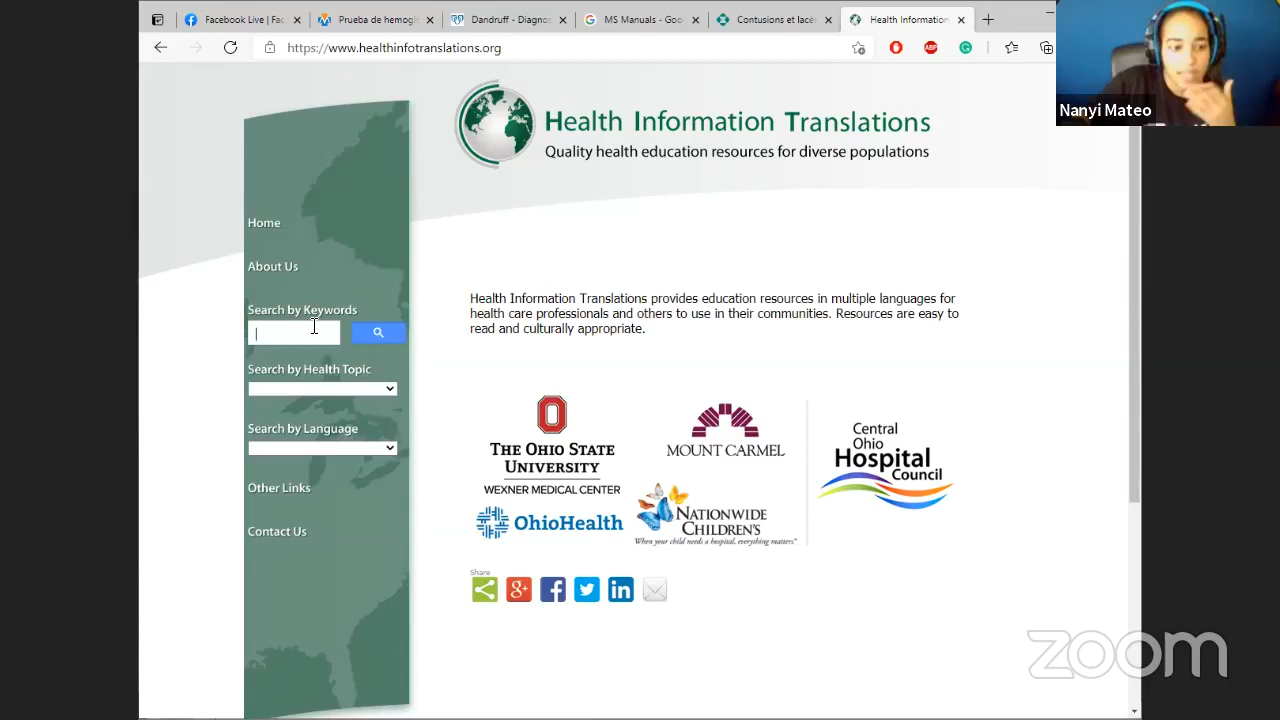 Facebook Live | Fac
Prueba de hemogl
Dandruff - Diagnos
MS Manuals - Goo
Contusions et lacé
Health Information
https://www.healthinfotranslations.org
ABP
Nanyi Mateo
Health Information Translations
Quality health education resources for diverse populations
Home
About Us
Search by Keywords
Search by Health Topic
Search by Language
Other Links
Contact Us
Health Information Translations provides education resources in multiple languages for
health care professionals and others to use in their communities. Resources are easy to
read and culturally appropriate.
THE OHIO STATE
UNIVERSITY
WEXNER MEDICAL CENTER
MOUNT CARMEL
Central
Ohio
Hospital
Council
OhioHealth
NATIONWIDE
CHILDREN'S
When your child needs a hospital, everything matters.™
Share
zoom